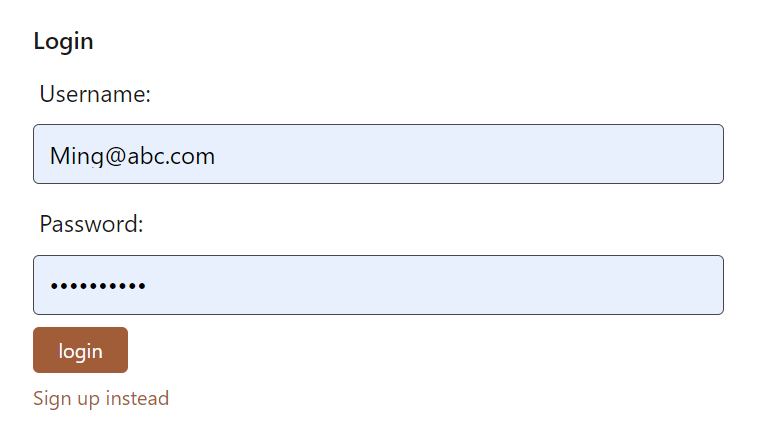 Login
Username:
Ming@abc.com
Password:
••••••••••
login
Sign up instead